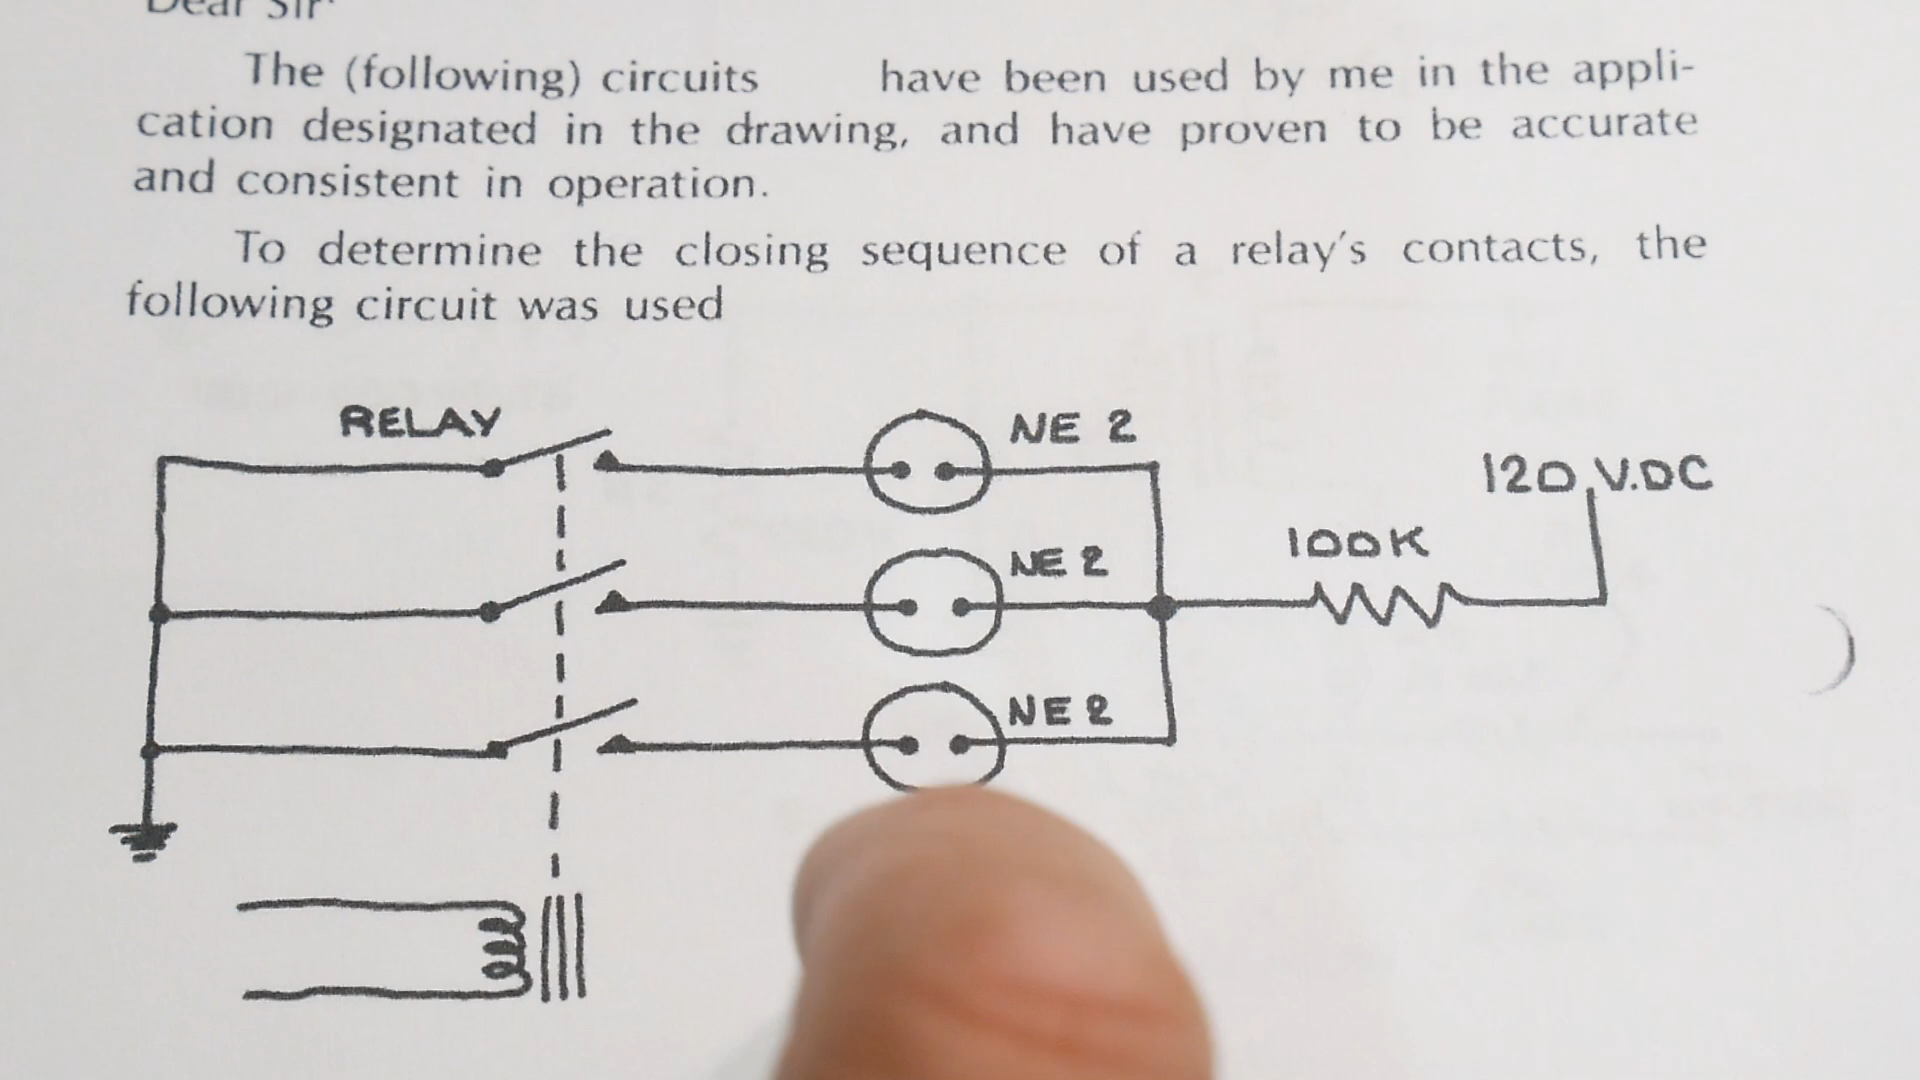 Dear Sir
The (following) circuits have been used by me in the appli-
cation designated in the drawing, and have proven to be accurate
and consistent in operation.
To determine the closing sequence of a relay's contacts, the
following circuit was used
RELAY
NE 2
120 V.DC
100K
NE 2
NE 2